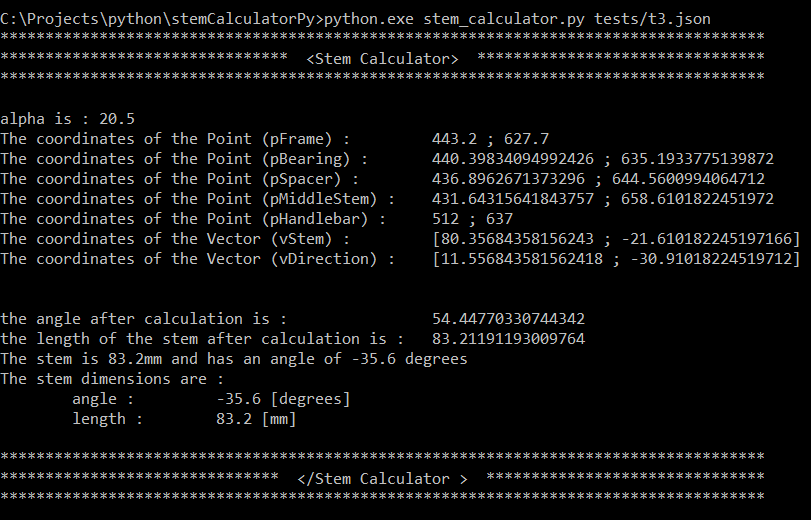 C:\Projects\python\stemCalculatorPy>python.exe stem_calculator.py tests/t3.json
*************************************************************************************
********************************  <Stem Calculator>  ********************************
*************************************************************************************
alpha is : 20.5
The coordinates of the Point (pFrame) :         443.2 ; 627.7
The coordinates of the Point (pBearing) :       440.39834094992426 ; 635.1933775139872
The coordinates of the Point (pSpacer) :        436.8962671373296 ; 644.5600994064712
The coordinates of the Point (pMiddleStem) :    431.64315641843757 ; 658.6101822451972
The coordinates of the Point (pHandlebar) :     512 ; 637
The coordinates of the Vector (vStem) :         [80.35684358156243 ; -21.610182245197166]
The coordinates of the Vector (vDirection) :    [11.556843581562418 ; -30.91018224519712]
the angle after calculation is :                54.44770330744342
the length of the stem after calculation is :   83.21191193009764
The stem is 83.2mm and has an angle of -35.6 degrees
The stem dimensions are :
        angle :         -35.6 [degrees]
        length :        83.2 [mm]
*************************************************************************************
*******************************  </Stem Calculator >  *******************************
*************************************************************************************